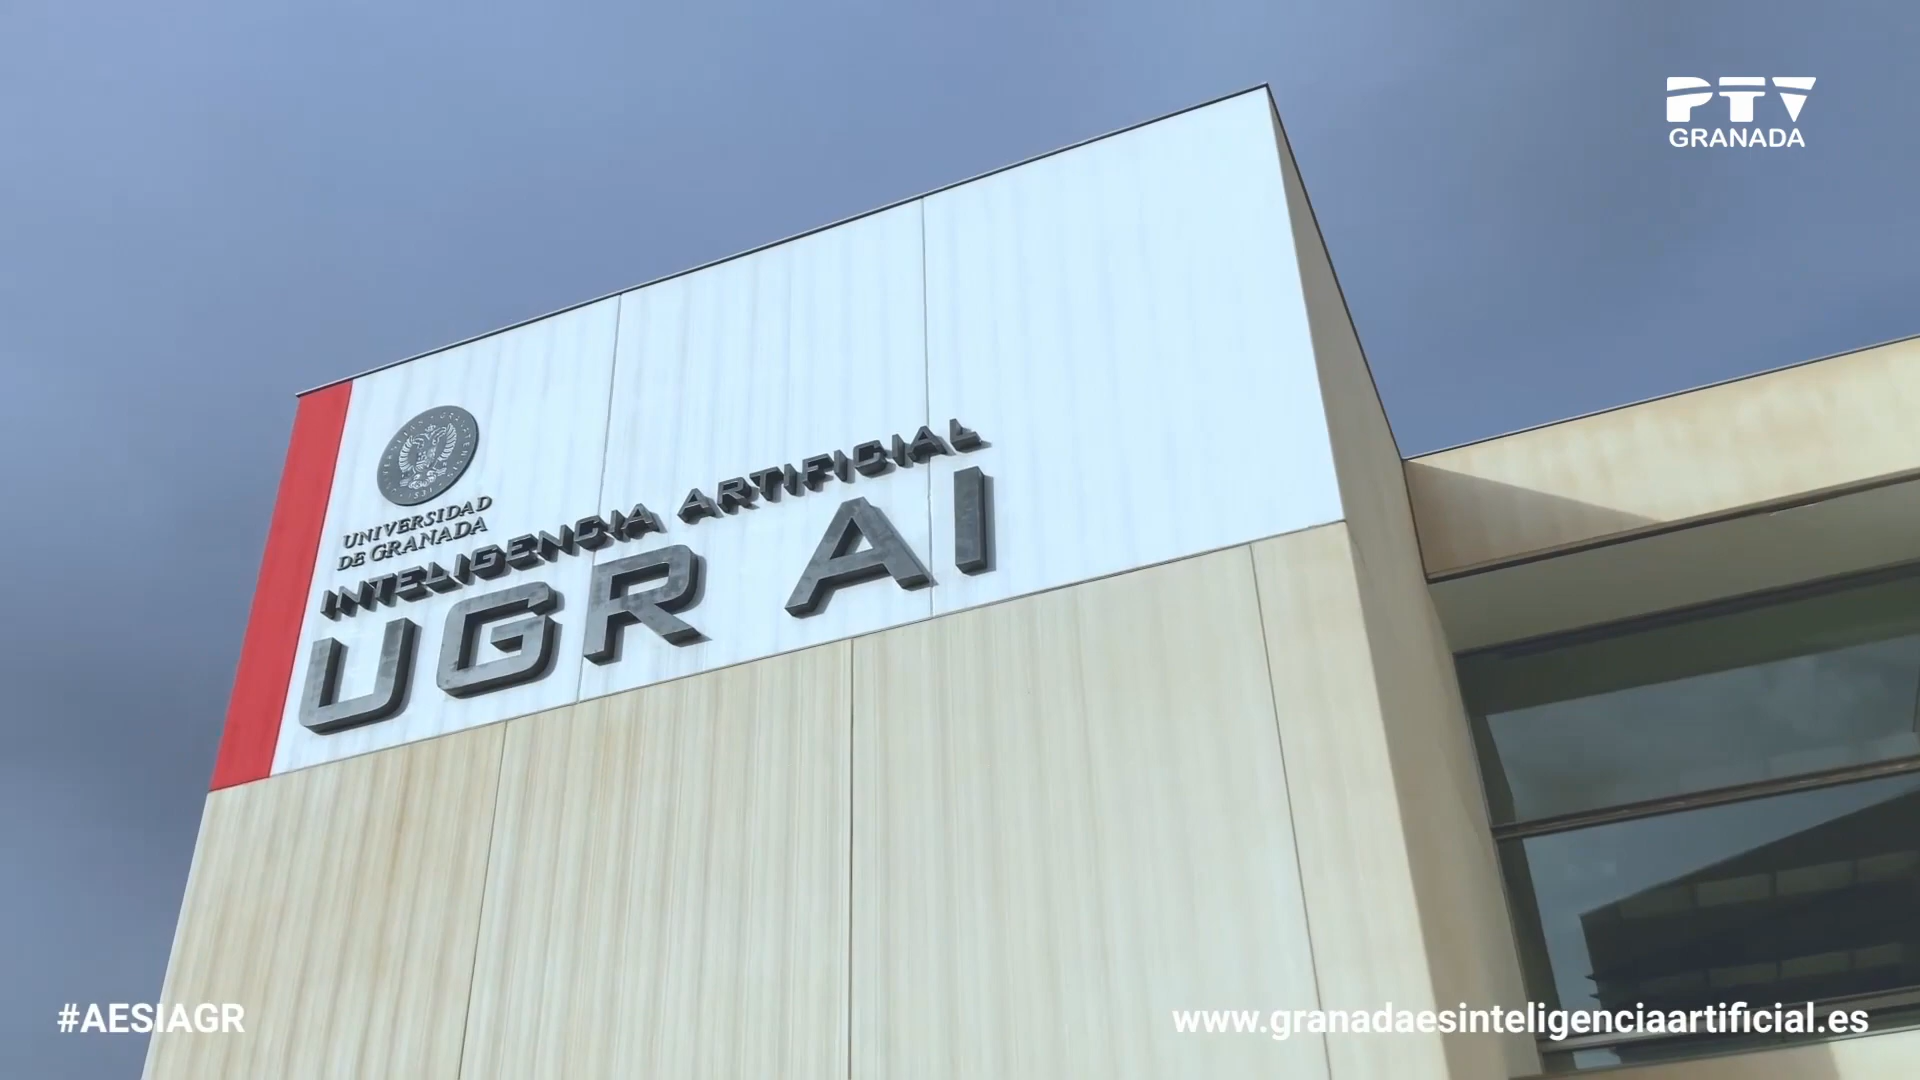 PTV
GRANADA
UNIVERSIDAD
DE GRANADA
INTELIGENCIA ARTIFICIAL
UGR AI
#AESIAGR
www.granadaesinteligenciaartificial.es